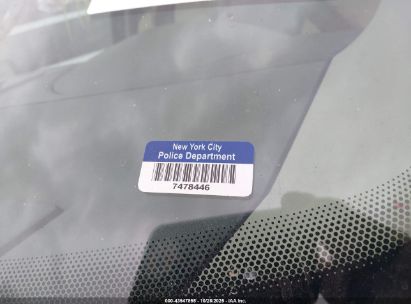 New York City
Police Department
7478446